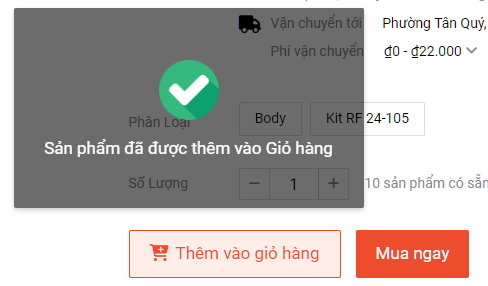 Vận chuyển tới Phường Tân Quý,
Phí vận chuyển ₫0 - ₫22.000
Phân Loại Body Kit RF 24-105
Sản phẩm đã được thêm vào Giỏ hàng
Số Lượng − 1 + 10 sản phẩm có sẵn
Thêm vào giỏ hàng Mua ngay